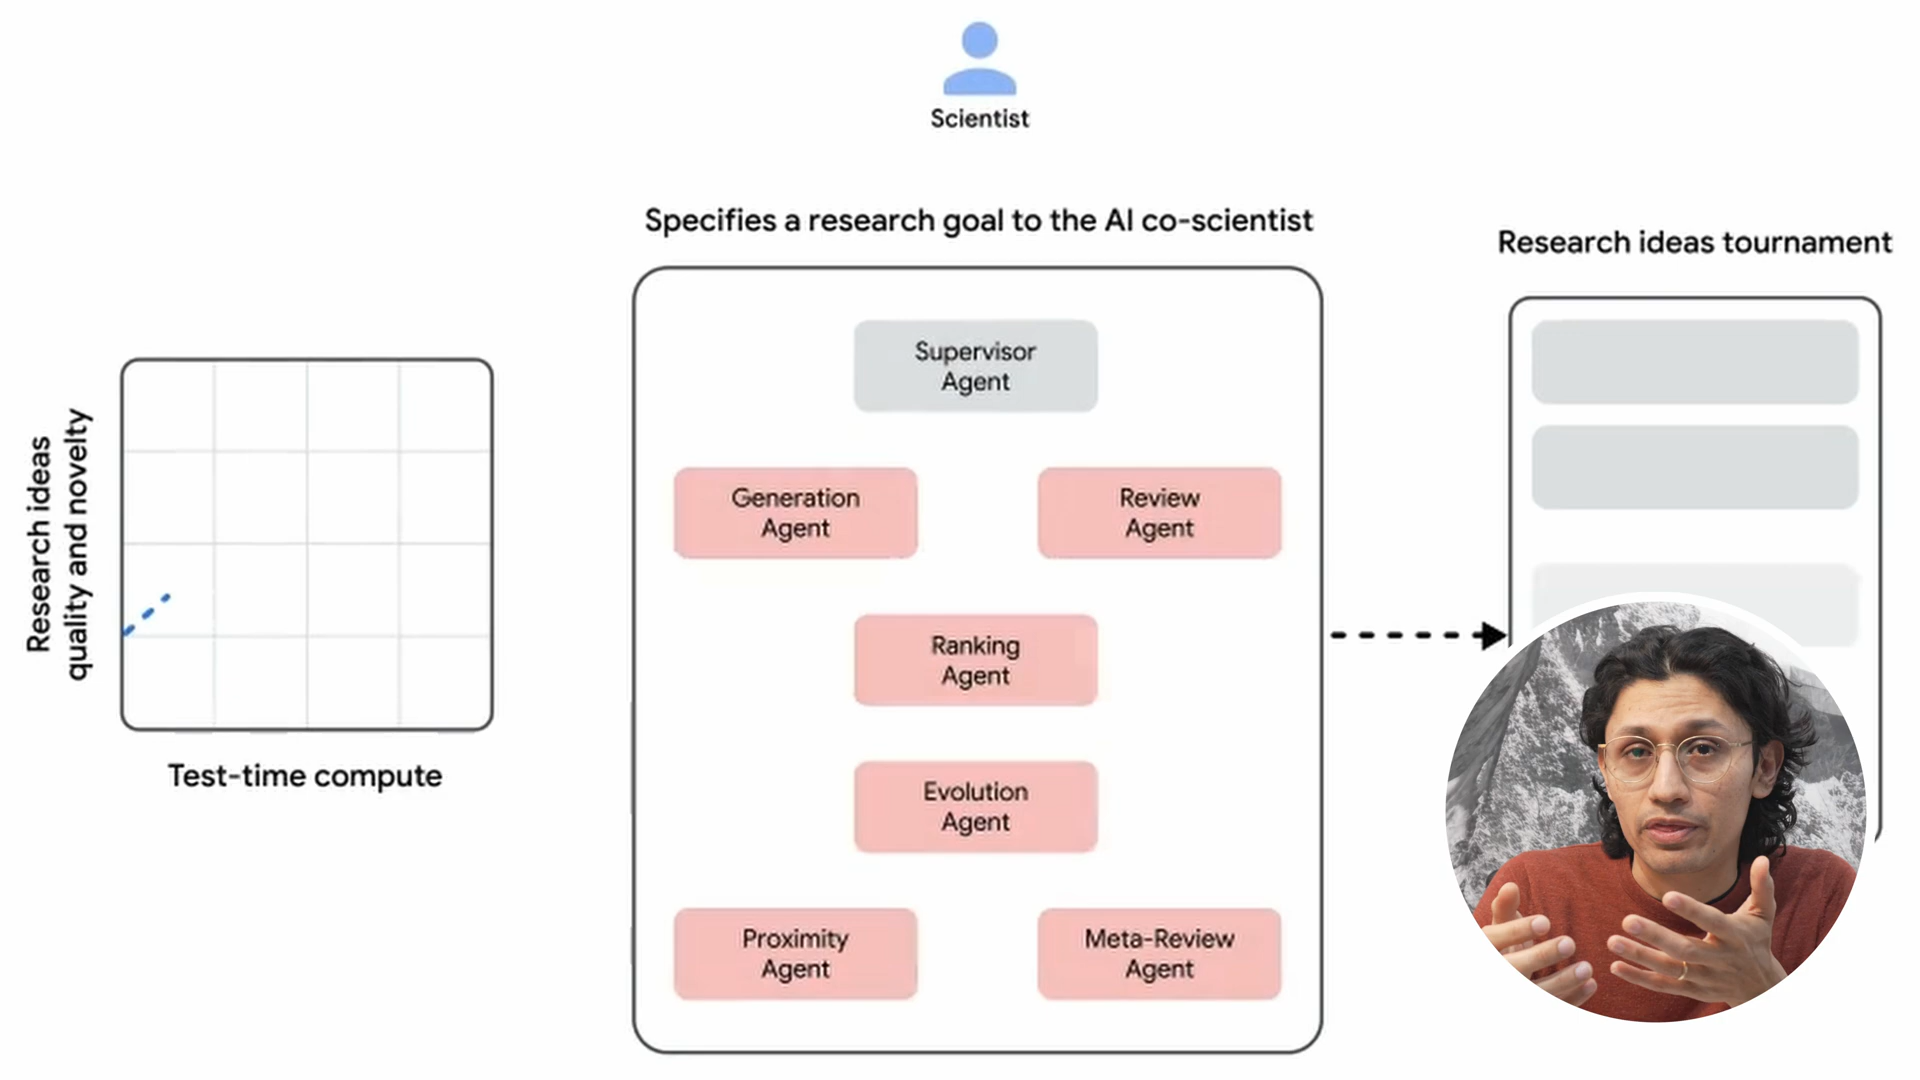 Scientist
Specifies a research goal to the AI co-scientist
Research ideas tournament
Supervisor
Agent
Generation
Agent
Review
Agent
Ranking
Agent
Evolution
Agent
Proximity
Agent
Meta-Review
Agent
Research ideas
quality and novelty
Test-time compute